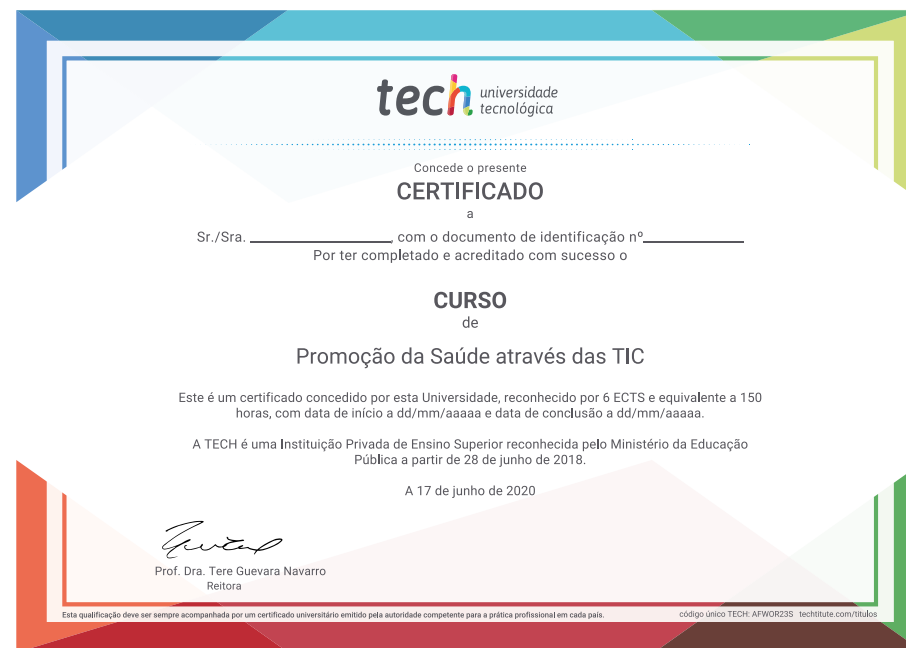 tech universidade
tecnológica
Concede o presente
CERTIFICADO
a
Sr./Sra. , com o documento de identificação nº
Por ter completado e acreditado com sucesso o
CURSO
de
Promoção da Saúde através das TIC
Este é um certificado concedido por esta Universidade, reconhecido por 6 ECTS e equivalente a 150
horas, com data de início a dd/mm/aaaaa e data de conclusão a dd/mm/aaaaa.
A TECH é uma Instituição Privada de Ensino Superior reconhecida pelo Ministério da Educação
Pública a partir de 28 de junho de 2018.
A 17 de junho de 2020
Prof. Dra. Tere Guevara Navarro
Reitora
Esta qualificação deve ser sempre acompanhada por um certificado universitário emitido pela autoridade competente para a prática profissional em cada país.
código único TECH: AFWOR23S techtitute.com/titulos